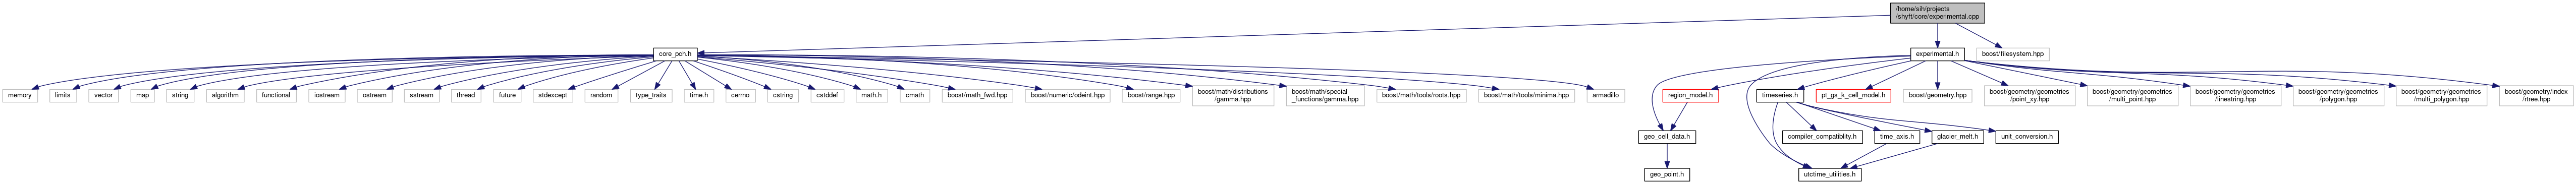 /home/sih/projects
/shyft/core/experimental.cpp
core_pch.h
experimental.h
boost/filesystem.hpp
memory
limits
vector
map
string
algorithm
functional
iostream
ostream
sstream
thread
future
stdexcept
random
type_traits
time.h
cerrno
cstring
cstddef
math.h
cmath
boost/math_fwd.hpp
boost/numeric/odeint.hpp
boost/range.hpp
boost/math/distributions
/gamma.hpp
boost/math/special
_functions/gamma.hpp
boost/math/tools/roots.hpp
boost/math/tools/minima.hpp
armadillo
region_model.h
timeseries.h
pt_gs_k_cell_model.h
boost/geometry.hpp
boost/geometry/geometries
/point_xy.hpp
boost/geometry/geometries
/multi_point.hpp
boost/geometry/geometries
/linestring.hpp
boost/geometry/geometries
/polygon.hpp
boost/geometry/geometries
/multi_polygon.hpp
boost/geometry/index
/rtree.hpp
geo_cell_data.h
compiler_compatiblity.h
time_axis.h
glacier_melt.h
unit_conversion.h
geo_point.h
utctime_utilities.h